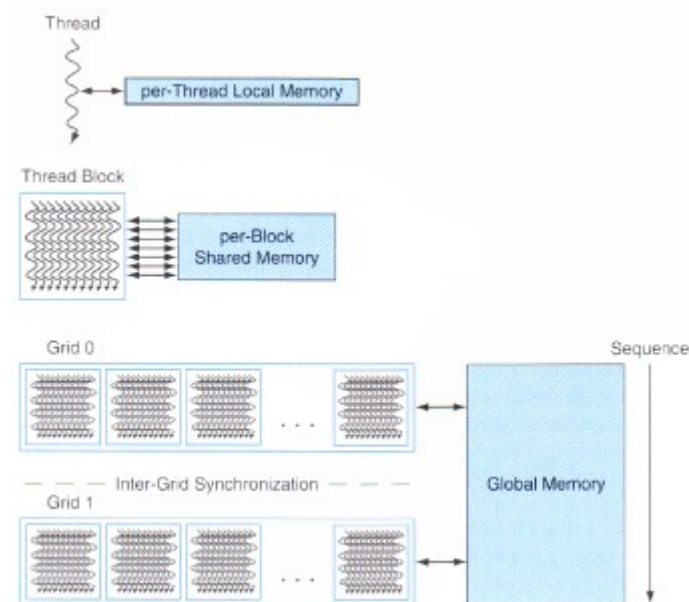 Thread
per-Thread Local Memory
Thread Block
per-Block
Shared Memory
Grid 0
Sequence
. . .
Inter-Grid Synchronization
Global Memory
Grid 1
. . .